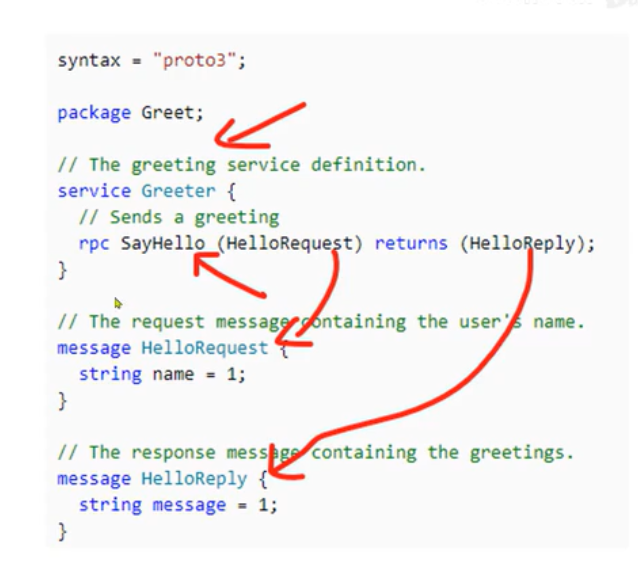 syntax = "proto3";
package Greet;
// The greeting service definition.
service Greeter {
// Sends a greeting
rpc SayHello (HelloRequest) returns (HelloReply);
}
// The request message containing the user's name.
message HelloRequest {
string name = 1;
}
// The response message containing the greetings.
message HelloReply {
string message = 1;
}